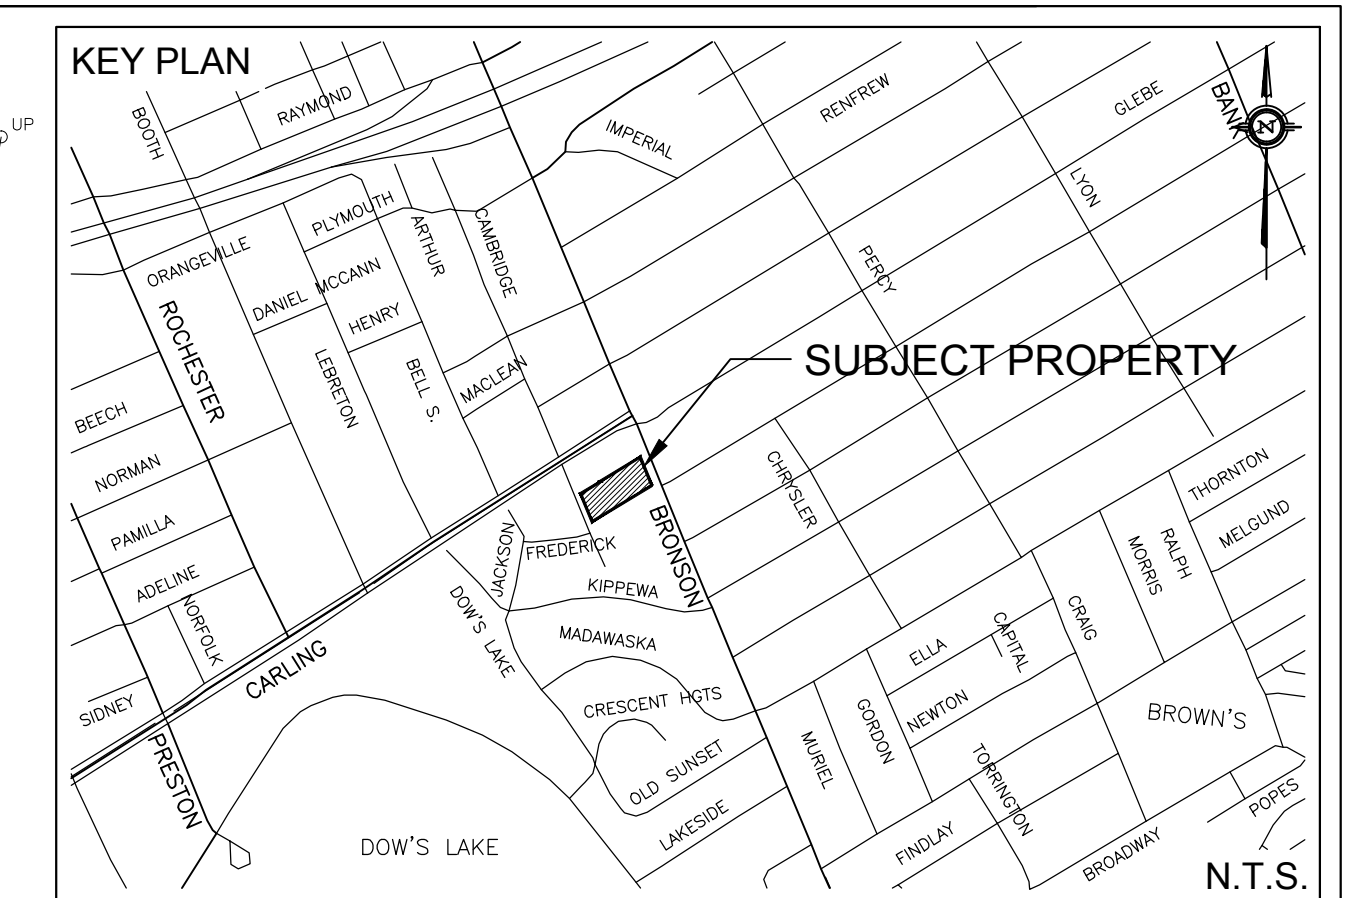 KEY PLAN
UP
BOOTH
RAYMOND
IMPERIAL
RENFREW
GLEBE
BANK
N
LYON
PLYMOUTH
ARTHUR
CAMBRIDGE
ORANGEVILLE
DANIEL MCCANN
HENRY
PERCY
ROCHESTER
LEBRETON
BELL S.
MACLEAN
SUBJECT PROPERTY
BEECH
NORMAN
PAMILLA
ADELINE
NORFOLK
SIDNEY
CARLING
PRESTON
JACKSON
FREDERICK
BRONSON
CHRYSLER
KIPPEWA
DOW'S LAKE
MADAWASKA
CRESCENT HGTS
OLD SUNSET
LAKESIDE
DOW'S LAKE
THORNTON
MELGUND
RALPH
MORRIS
CRAIG
CAPITAL
ELLA
NEWTON
GORDON
MURIEL
BROWN'S
TORRINGTON
FINDLAY
BROADWAY
POPES
N.T.S.